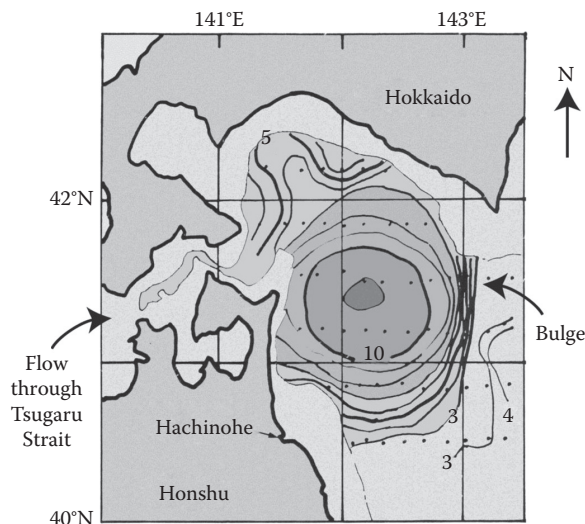 141°E 143°E
N
Hokkaido
5
42°N
Bulge
Flow
through
Tsugaru
Strait
10
3
4
Hachinohe
3
Honshu
40°N